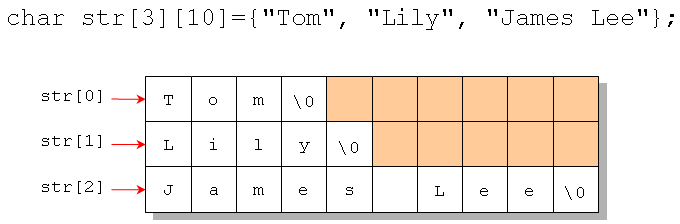 char str[3][10]={"Tom", "Lily", "James Lee"};
str[0] T o m \0
str[1] L i l y \0
str[2] J a m e s L e e \0